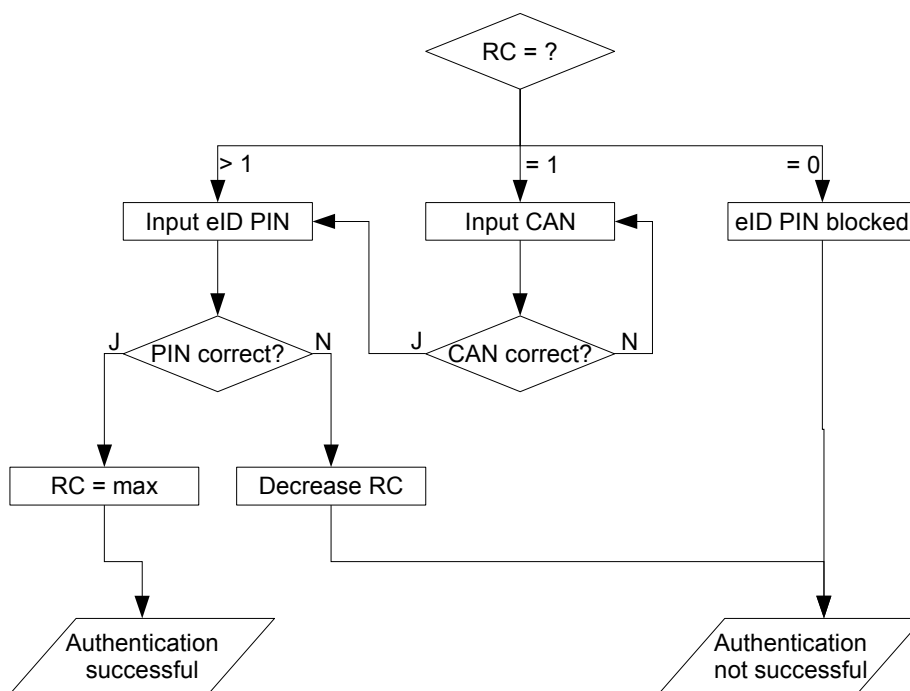 RC = ?
> 1
= 1
= 0
Input eID PIN
Input CAN
eID PIN blocked
J
PIN correct?
N
J
CAN correct?
N
RC = max
Decrease RC
Authentication
successful
Authentication
not successful